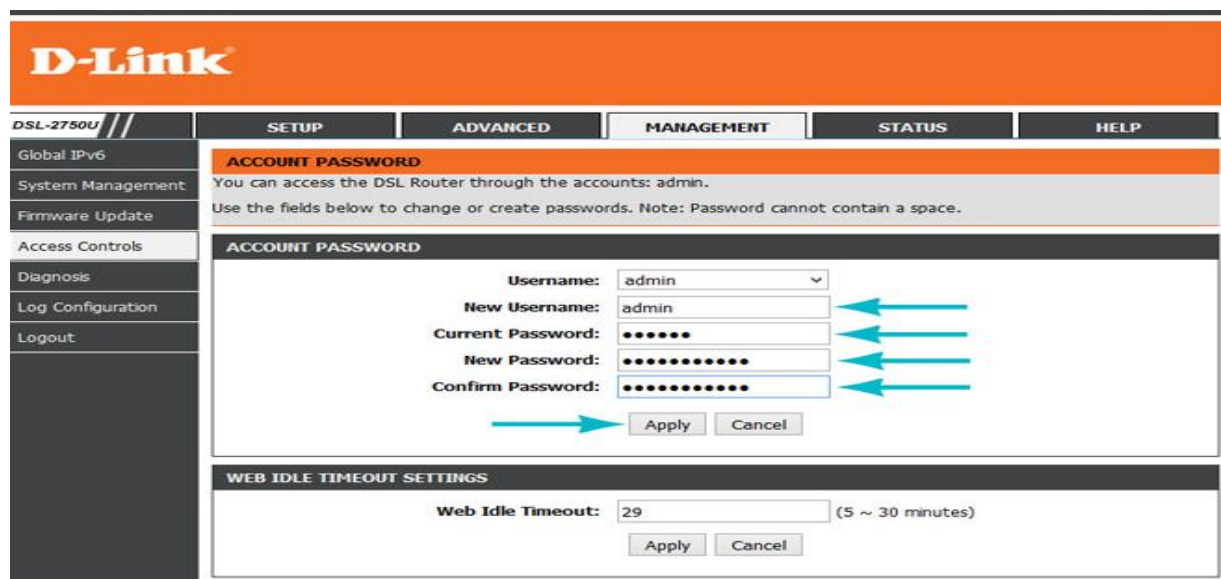 D-Link
DSL-2750U // SETUP ADVANCED MANAGEMENT STATUS HELP
Global IPv6
System Management
Firmware Update
Access Controls
Diagnosis
Log Configuration
Logout
ACCOUNT PASSWORD
You can access the DSL Router through the accounts: admin.
Use the fields below to change or create passwords. Note: Password cannot contain a space.
ACCOUNT PASSWORD
Username: admin
New Username: admin
Current Password: ••••••
New Password: •••••••••••
Confirm Password: •••••••••••
Apply Cancel
WEB IDLE TIMEOUT SETTINGS
Web Idle Timeout: 29 (5 ~ 30 minutes)
Apply Cancel